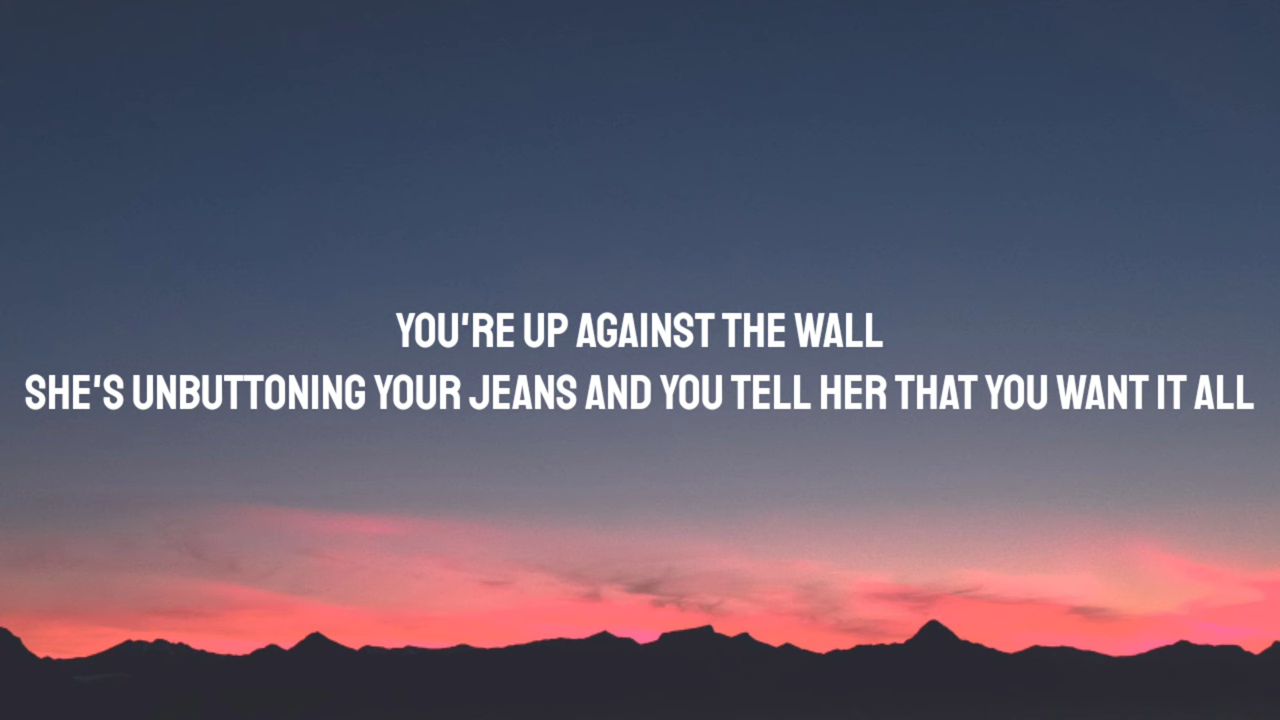 YOU'RE UP AGAINST THE WALL
SHE'S UNBUTTONING YOUR JEANS AND YOU TELL HER THAT YOU WANT IT ALL